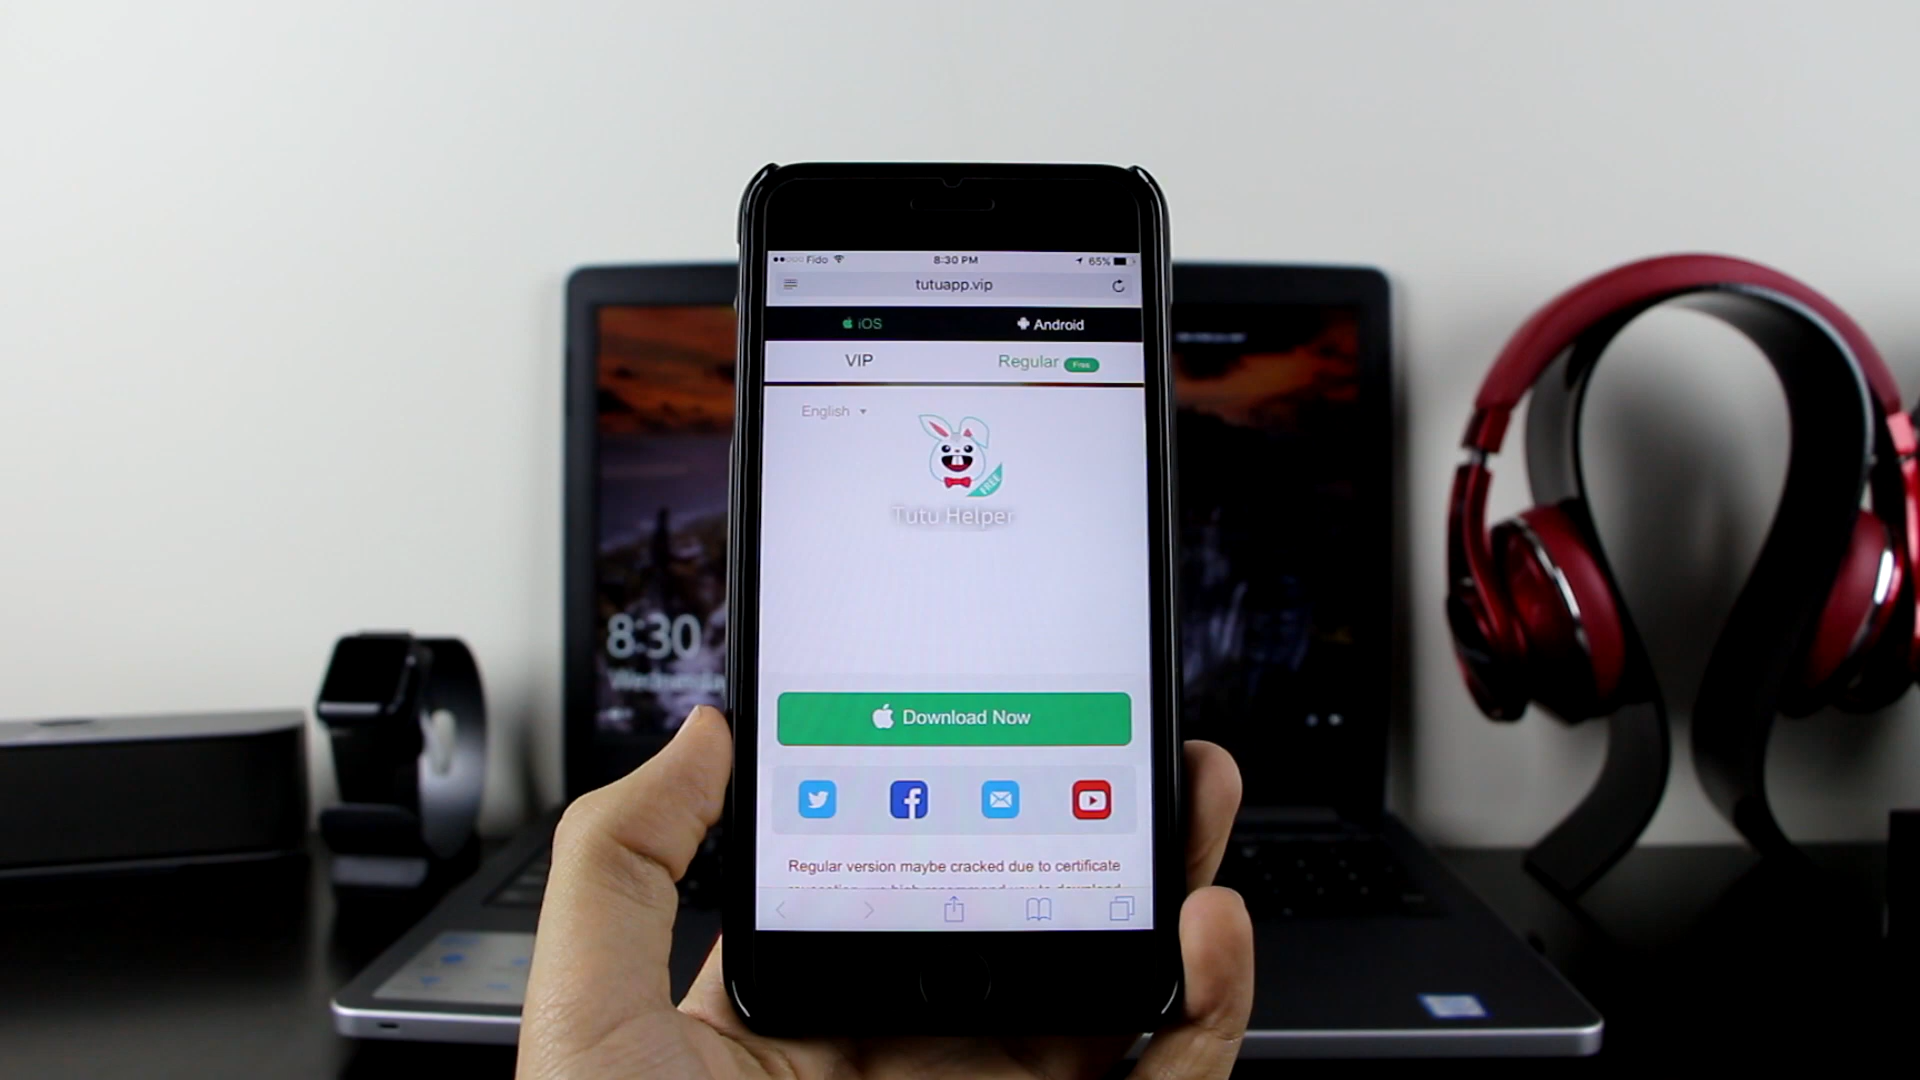 Fido
8:30 PM
65%
tutuapp.vip
iOS
Android
VIP
Regular Free
English
FREE
Tutu Helper
8:30
Download Now
Regular version maybe cracked due to certificate